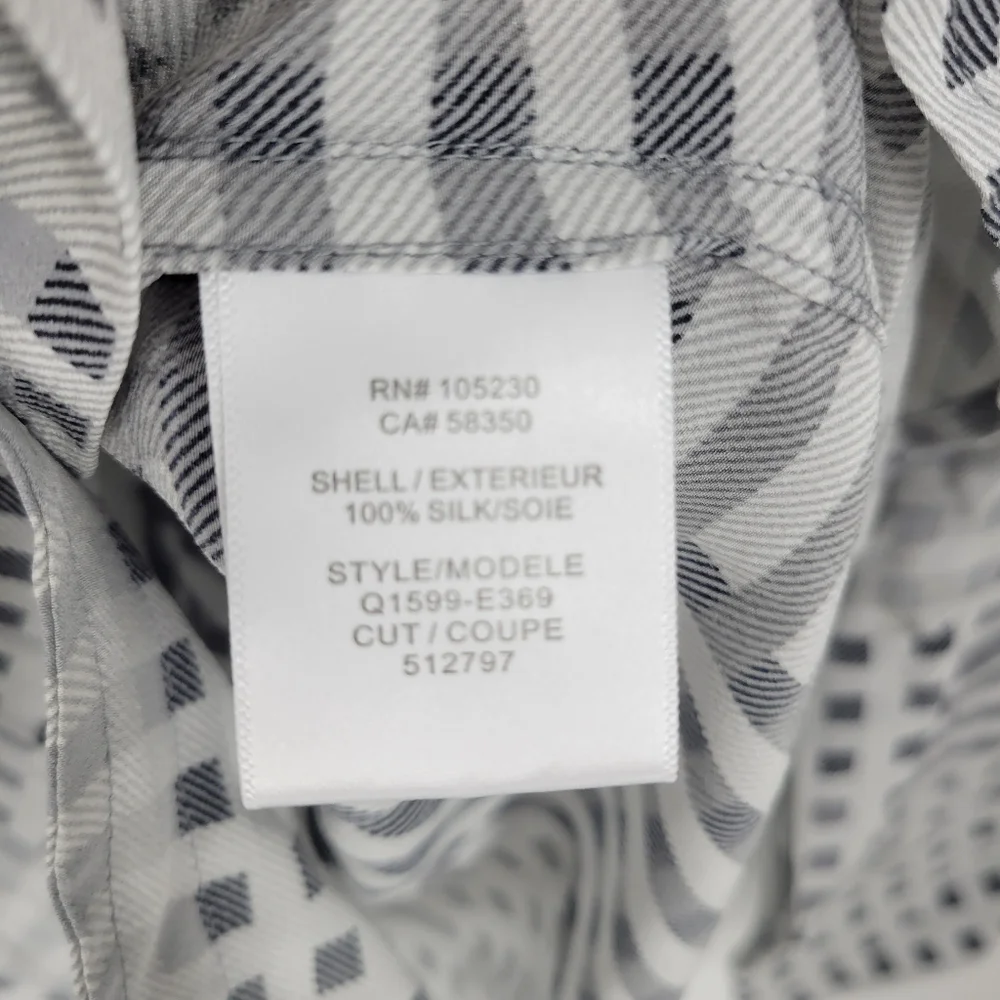 RN# 105230
CA# 58350
SHELL / EXTERIEUR
100% SILK/SOIE
STYLE/MODELE
Q1599-E369
CUT / COUPE
512797